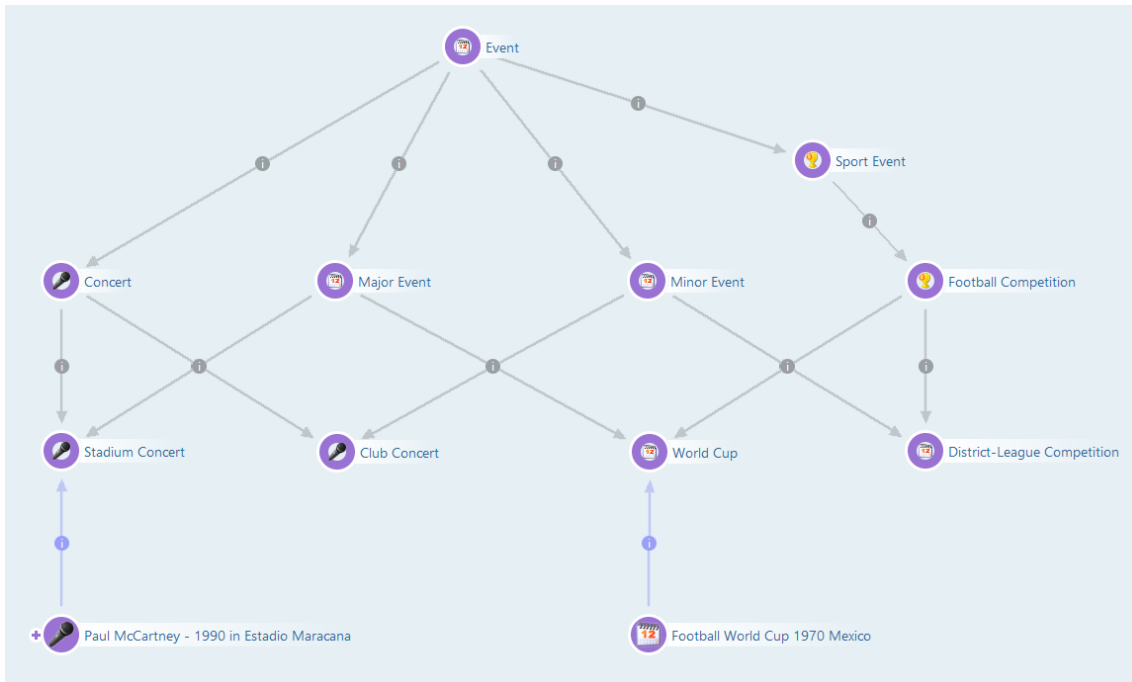 Event
Sport Event
Concert
Major Event
Minor Event
Football Competition
Stadium Concert
Club Concert
World Cup
District-League Competition
Paul McCartney - 1990 in Estadio Maracana
Football World Cup 1970 Mexico